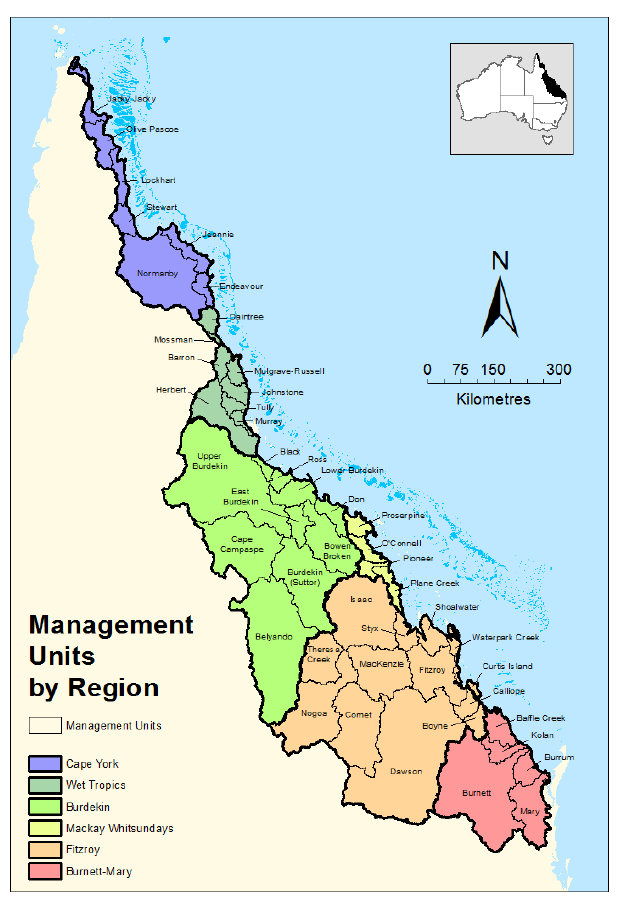 Jacky Jacky
Olive Pascoe
Lockhart
Stewart
Jeannie
Normanby
Endeavour
Daintree
Mossman
Barron
Mulgrave-Russell
Herbert
Johnstone
Tully
Murray
N
0 75 150 300
Kilometres
Black
Upper
Burdekin
Ross
Lower Burdekin
East
Burdekin
Don
Proserpine
Cape
Campaspe
Bowen
Broken
O'Connell
Pioneer
Burdekin
(Suttor)
Plane Creek
Isaac
Shoalwater
Belyando
Styx
Waterpark Creek
Theresa
Creek
MacKenzie
Fitzroy
Curtis Island
Calliope
Nogoa
Comet
Boyne
Baffle Creek
Kolan
Burrum
Dawson
Burnett
Mary
Management
Units
by Region
Management Units
Cape York
Wet Tropics
Burdekin
Mackay Whitsundays
Fitzroy
Burnett-Mary